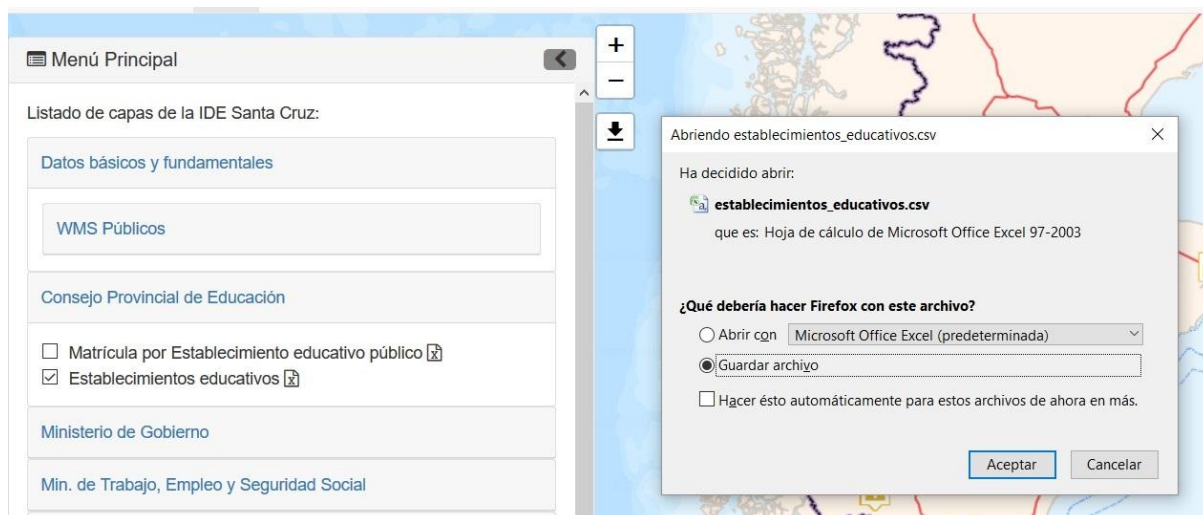 Menú Principal
Listado de capas de la IDE Santa Cruz:
Datos básicos y fundamentales
WMS Públicos
Consejo Provincial de Educación
Matrícula por Establecimiento educativo público
Establecimientos educativos
Ministerio de Gobierno
Min. de Trabajo, Empleo y Seguridad Social
+
−
Abriendo establecimientos_educativos.csv
Ha decidido abrir:
establecimientos_educativos.csv
que es: Hoja de cálculo de Microsoft Office Excel 97-2003
¿Qué debería hacer Firefox con este archivo?
Abrir con Microsoft Office Excel (predeterminada)
Guardar archivo
Hacer ésto automáticamente para estos archivos de ahora en más.
Aceptar Cancelar